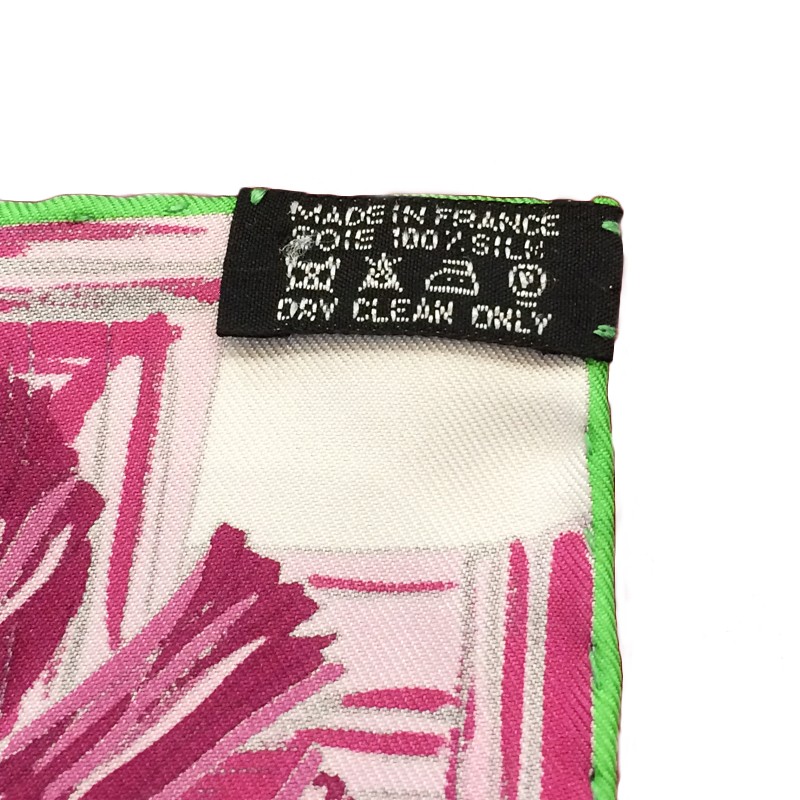 MADE IN FRANCE
SOIE 100% SILK
P
DRY CLEAN ONLY